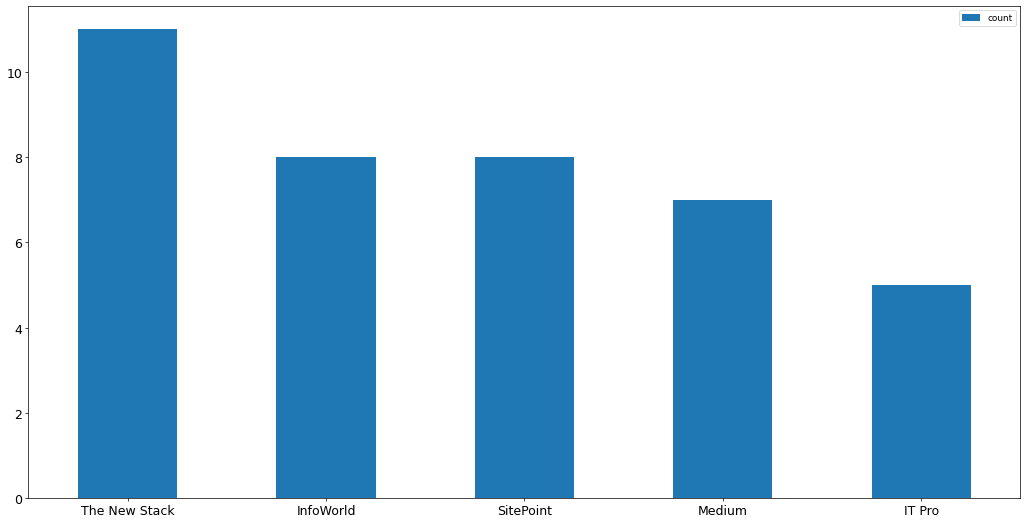 count
10
8
6
4
2
0
The New Stack
InfoWorld
SitePoint
Medium
IT Pro